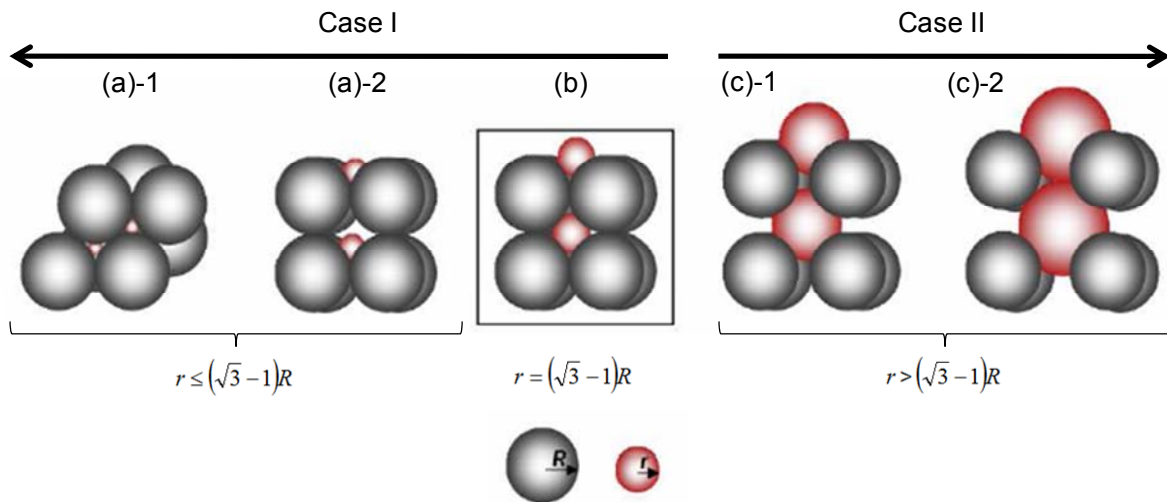 Case I
Case II
(a)-1
(a)-2
(b)
(c)-1
(c)-2
r ≤ (√3 −1)R
r = (√3 −1)R
r > (√3 −1)R
R
r